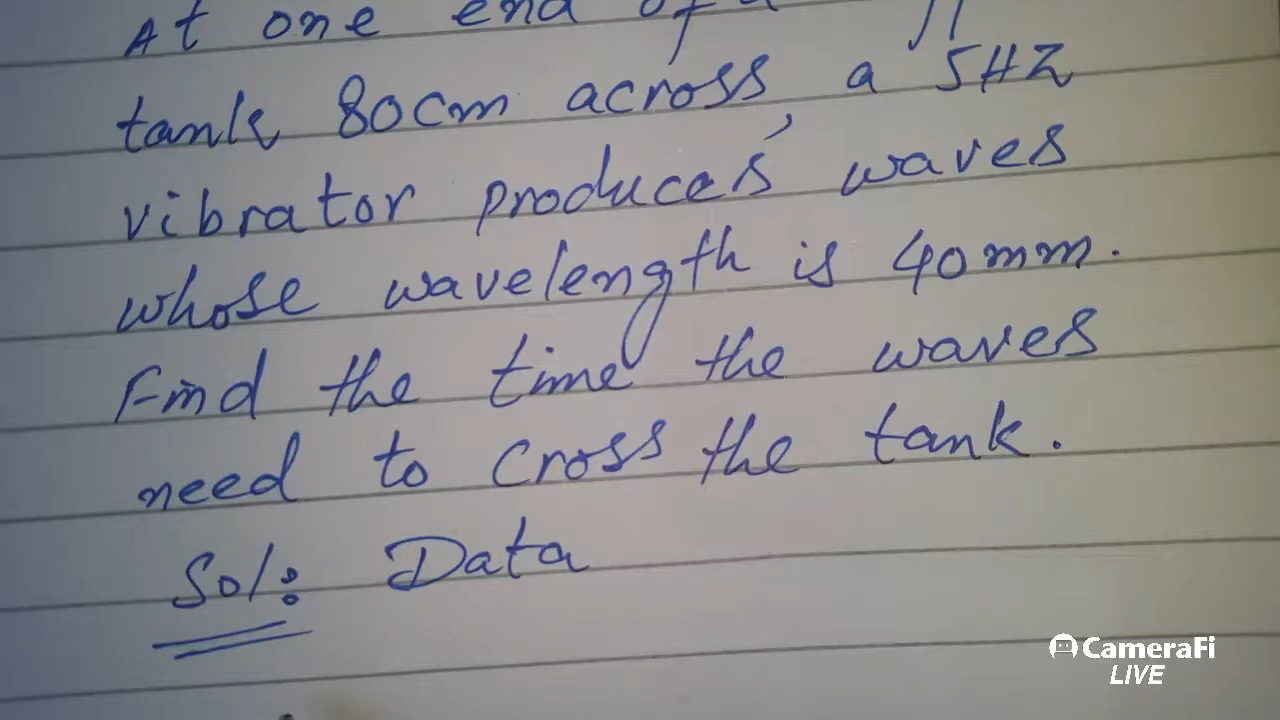 At one end of a
tank 80cm across a 5HZ
vibrator produces waves
whose wavelength is 40mm.
Find the time the waves
need to cross the tank.
Sol: Data
CameraFi
LIVE